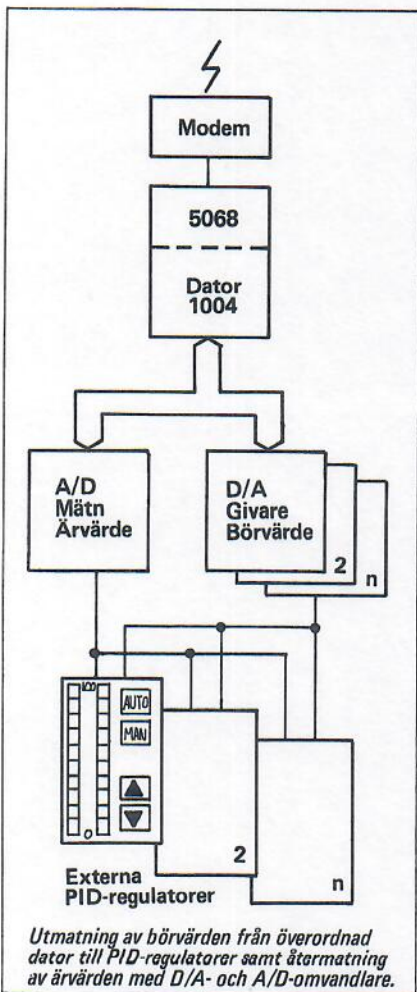 Modem
5068
Dator
1004
A/D
Mätn
Ärvärde
D/A
Givare
Börvärde
2
n
100
AUTO
MAN
0
2
n
Externa
PID-regulatorer
Utmatning av börvärden från överordnad
dator till PID-regulatorer samt återmatning
av ärvärden med D/A- och A/D-omvandlare.